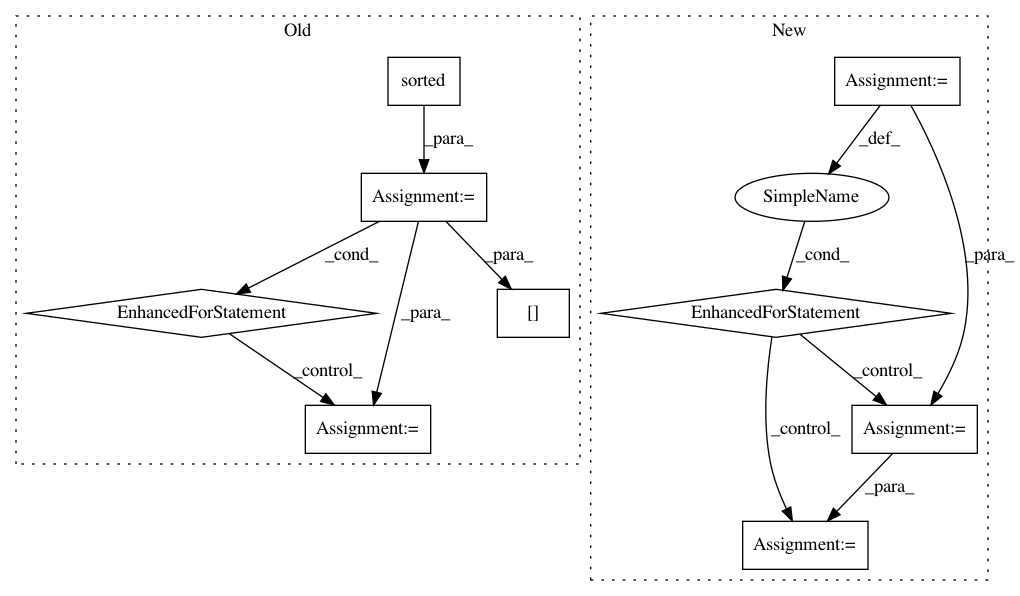 Old
sorted
_para_
Assignment:=
_cond_
_para_
_para_
EnhancedForStatement
[]
_control_
Assignment:=
New
Assignment:=
_def_
SimpleName
_para_
_cond_
EnhancedForStatement
_control_
_control_
Assignment:=
_para_
Assignment:=